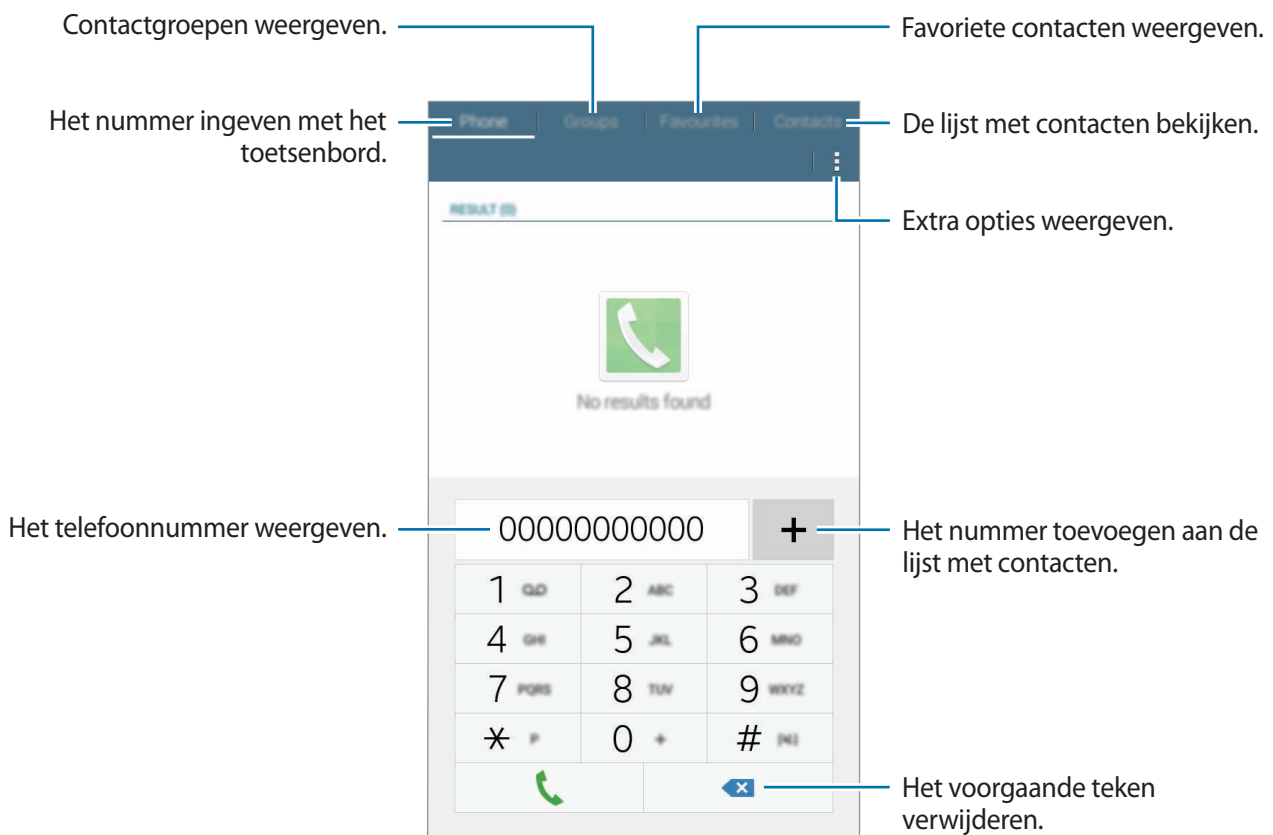 Contactgroepen weergeven.
Favoriete contacten weergeven.
Het nummer ingeven met het
toetsenbord.
Phone
Groups
Favourites
Contacts
De lijst met contacten bekijken.
Extra opties weergeven.
RESULT (0)
No results found
Het telefoonnummer weergeven.
00000000000
+
Het nummer toevoegen aan de
lijst met contacten.
1
2 ABC
3 DEF
4 GHI
5 JKL
6 MNO
7 PQRS
8 TUV
9 WXYZ
* P
0 +
#
Het voorgaande teken
verwijderen.